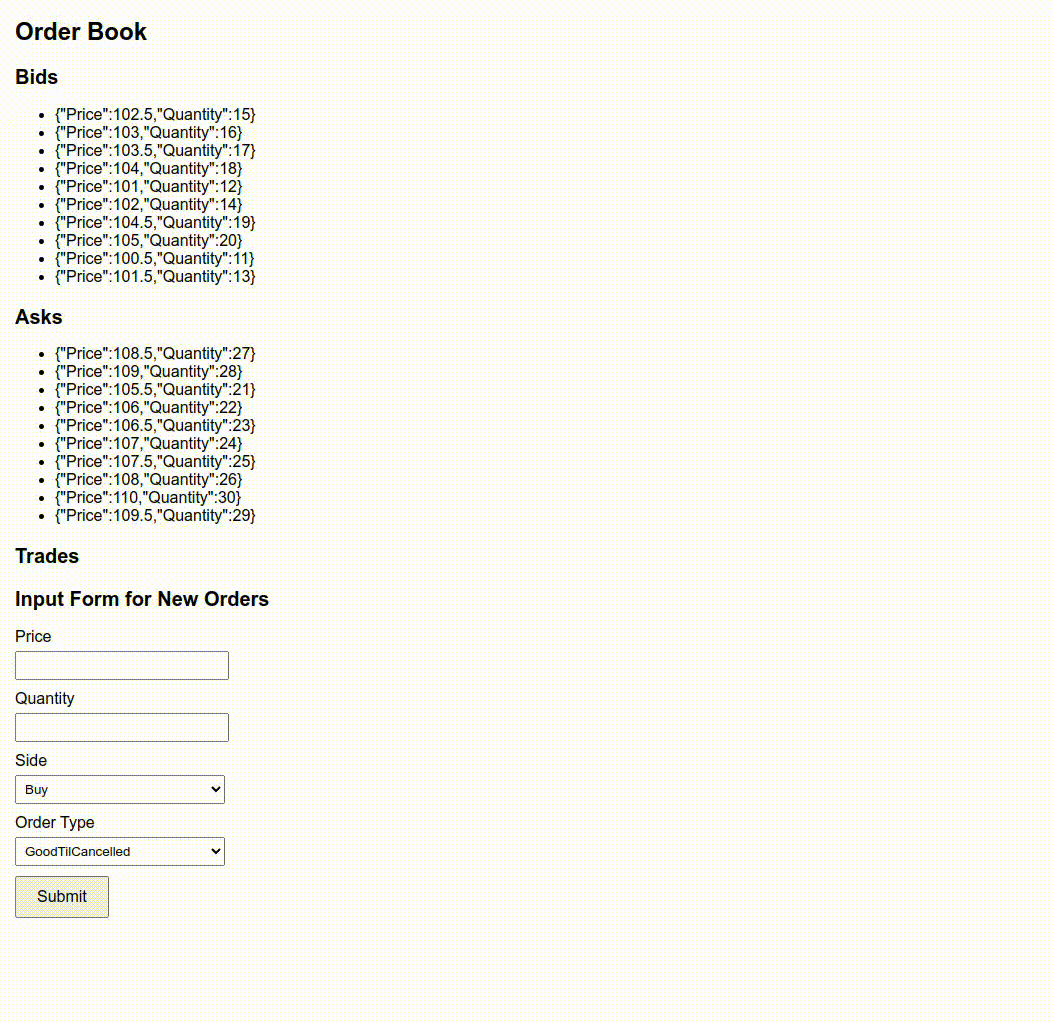 Order Book
Bids
{"Price":102.5,"Quantity":15}
{"Price":103,"Quantity":16}
{"Price":103.5,"Quantity":17}
{"Price":104,"Quantity":18}
{"Price":101,"Quantity":12}
{"Price":102,"Quantity":14}
{"Price":104.5,"Quantity":19}
{"Price":105,"Quantity":20}
{"Price":100.5,"Quantity":11}
{"Price":101.5,"Quantity":13}
Asks
{"Price":108.5,"Quantity":27}
{"Price":109,"Quantity":28}
{"Price":105.5,"Quantity":21}
{"Price":106,"Quantity":22}
{"Price":106.5,"Quantity":23}
{"Price":107,"Quantity":24}
{"Price":107.5,"Quantity":25}
{"Price":108,"Quantity":26}
{"Price":110,"Quantity":30}
{"Price":109.5,"Quantity":29}
Trades
Input Form for New Orders
Price
Quantity
Side
Buy
Order Type
GoodTilCancelled
Submit